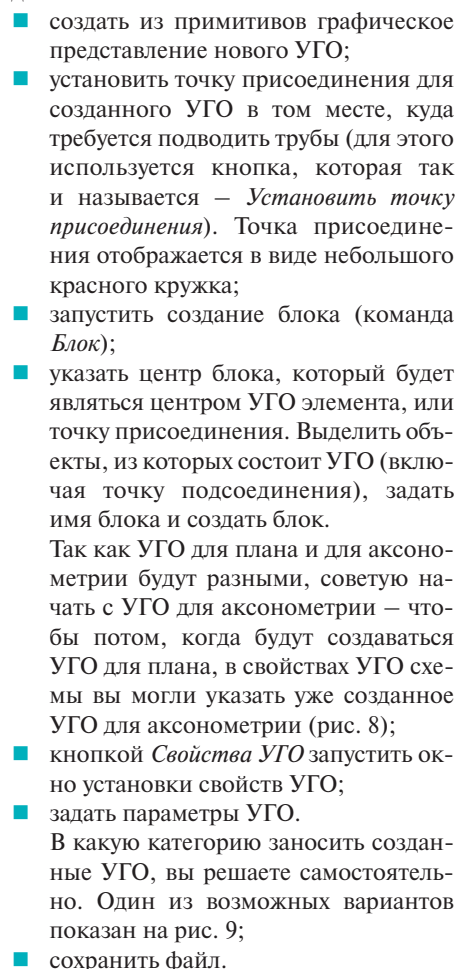 создать из примитивов графическое
представление нового УГО;
установить точку присоединения для
созданного УГО в том месте, куда
требуется подводить трубы (для этого
используется кнопка, которая так
и называется – Установить точку
присоединения). Точка присоедине-
ния отображается в виде небольшого
красного кружка;
запустить создание блока (команда
Блок);
указать центр блока, который будет
являться центром УГО элемента, или
точку присоединения. Выделить объ-
екты, из которых состоит УГО (вклю-
чая точку подсоединения), задать
имя блока и создать блок.
Так как УГО для плана и для аксоно-
метрии будут разными, советую на-
чать с УГО для аксонометрии – что-
бы потом, когда будут создаваться
УГО для плана, в свойствах УГО схе-
мы вы могли указать уже созданное
УГО для аксонометрии (рис. 8);
кнопкой Свойства УГО запустить ок-
но установки свойств УГО;
задать параметры УГО.
В какую категорию заносить создан-
ные УГО, вы решаете самостоятель-
но. Один из возможных вариантов
показан на рис. 9;
сохранить файл.